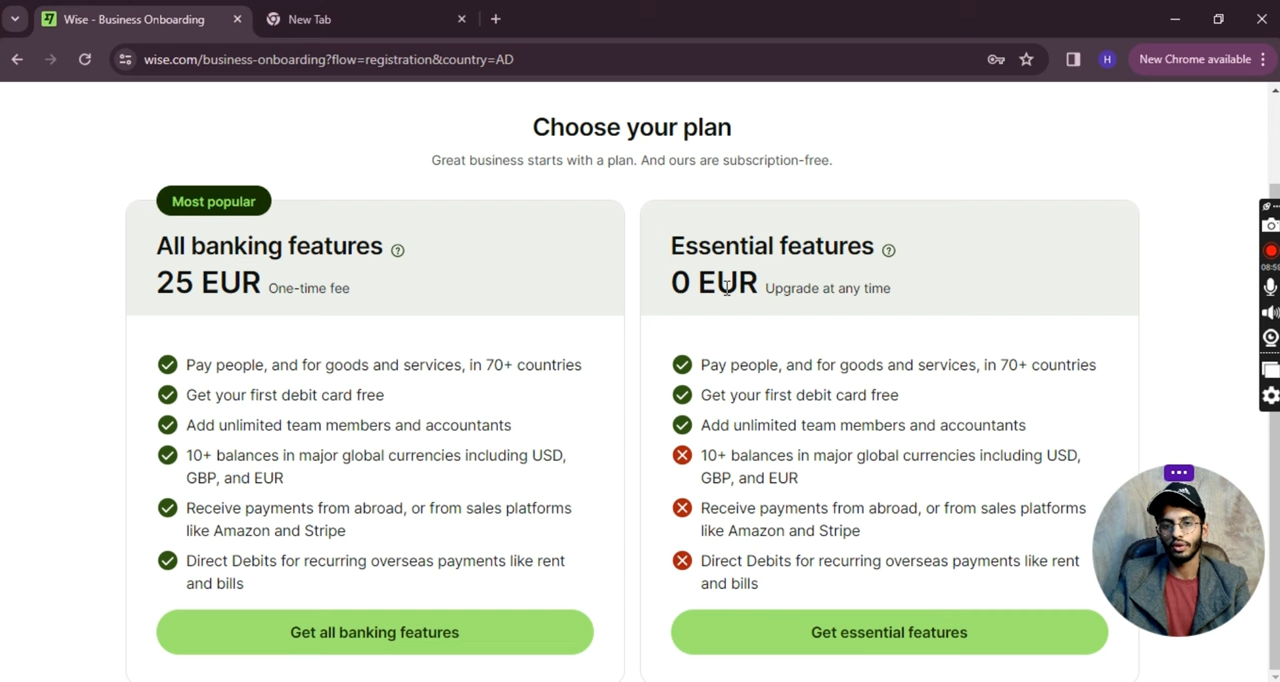 Wise - Business Onboarding
New Tab
wise.com/business-onboarding?flow=registration&country=AD
H
New Chrome available
Choose your plan
Great business starts with a plan. And ours are subscription-free.
Most popular
All banking features ?
25 EUR One-time fee
Pay people, and for goods and services, in 70+ countries
Get your first debit card free
Add unlimited team members and accountants
10+ balances in major global currencies including USD,
GBP, and EUR
Receive payments from abroad, or from sales platforms
like Amazon and Stripe
Direct Debits for recurring overseas payments like rent
and bills
Get all banking features
Essential features ?
0 EUR Upgrade at any time
Pay people, and for goods and services, in 70+ countries
Get your first debit card free
Add unlimited team members and accountants
10+ balances in major global currencies including USD,
GBP, and EUR
Receive payments from abroad, or from sales platforms
like Amazon and Stripe
Direct Debits for recurring overseas payments like rent
and bills
Get essential features